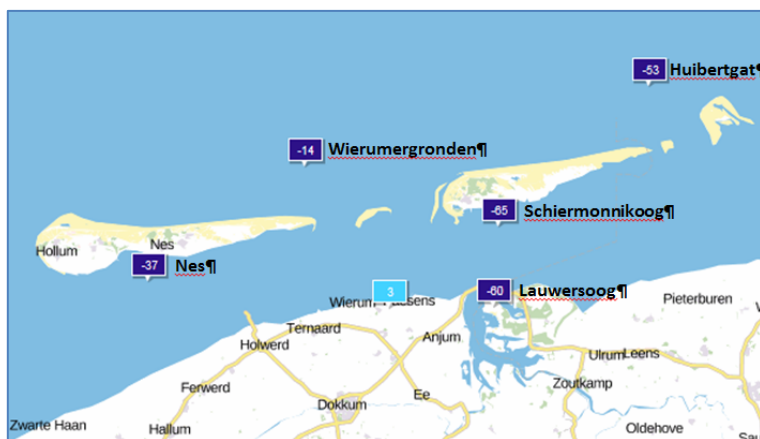 -53 Huibertgat¶
-14 Wierumergronden¶
-65 Schiermonnikoog¶
Hollum
Nes
-37 Nes¶
3
-60 Lauwersoog¶
Wierum
Pieterburen
Ternaard
Anjum
Holwerd
Ulrum
Leens
Ferwerd
Zoutkamp
Ee
Dokkum
Zwarte Haan
Hallum
Oldehove